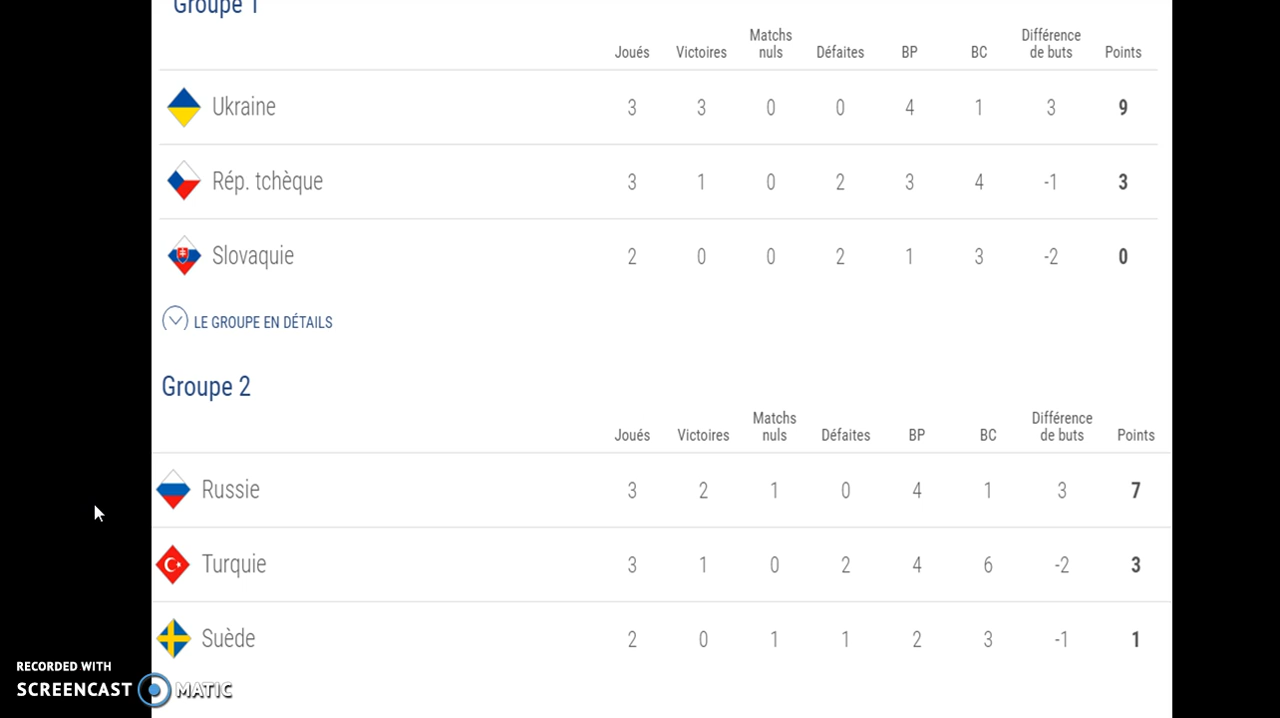 Groupe 1
Joués Victoires Matchs nuls Défaites BP BC Différence de buts Points
Ukraine 3 3 0 0 4 1 3 9
Rép. tchèque 3 1 0 2 3 4 -1 3
Slovaquie 2 0 0 2 1 3 -2 0
LE GROUPE EN DÉTAILS
Groupe 2
Joués Victoires Matchs nuls Défaites BP BC Différence de buts Points
Russie 3 2 1 0 4 1 3 7
Turquie 3 1 0 2 4 6 -2 3
Suède 2 0 1 1 2 3 -1 1
RECORDED WITH
SCREENCAST MATIC